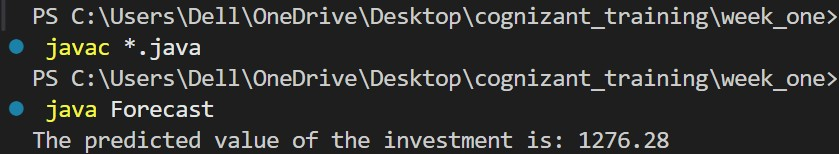 PS C:\Users\Dell\OneDrive\Desktop\cognizant_training\week_one>
javac *.java
PS C:\Users\Dell\OneDrive\Desktop\cognizant_training\week_one>
java Forecast
The predicted value of the investment is: 1276.28